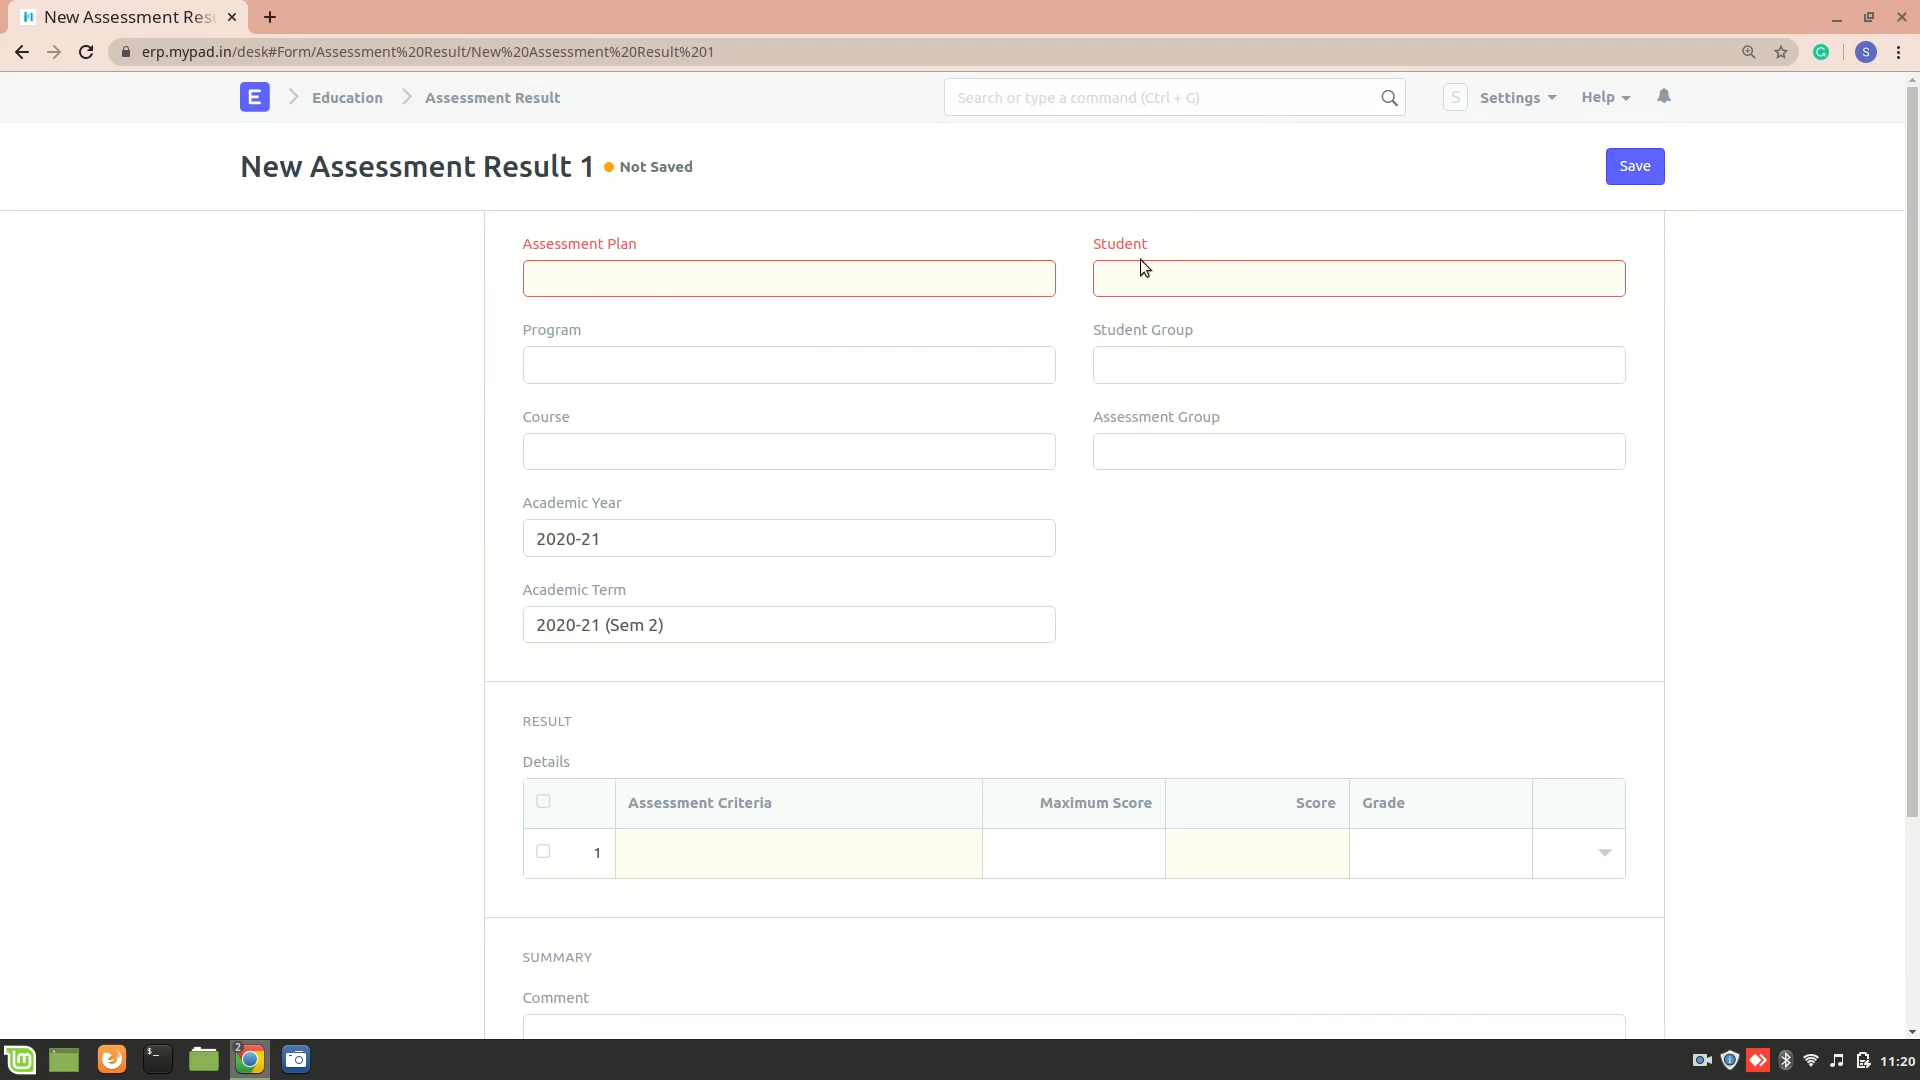 New Assessment Res
erp.mypad.in/desk#Form/Assessment%20Result/New%20Assessment%20Result%201
S
E
Education
Assessment Result
Search or type a command (Ctrl + G)
S
Settings
Help
New Assessment Result 1
Not Saved
Save
Assessment Plan
Student
Program
Student Group
Course
Assessment Group
Academic Year
2020-21
Academic Term
2020-21 (Sem 2)
RESULT
Details
Assessment Criteria
Maximum Score
Score
Grade
1
SUMMARY
Comment
2
11:20